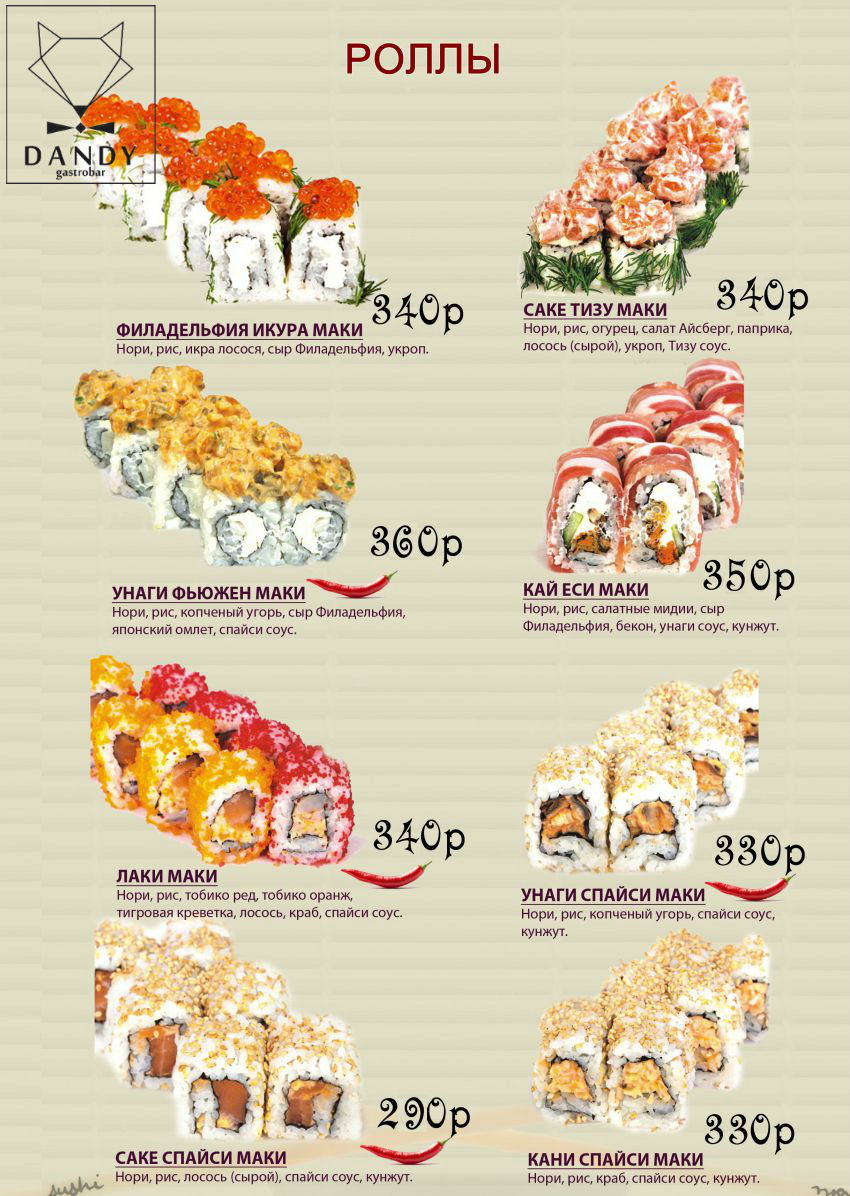 РОЛЛЫ
DANDY
gastrobar
340р
ФИЛАДЕЛЬФИЯ ИКУРА МАКИ
Нори, рис, икра лосося, сыр Филадельфия, укроп.
340р
САКЕ ТИЗУ МАКИ
Нори, рис, огурец, салат Айсберг, паприка,
лосось (сырой), укроп, Тизу соус.
360р
УНАГИ ФЬЮЖЕН МАКИ
Нори, рис, копченый угорь, сыр Филадельфия,
японский омлет, спайси соус.
350р
КАЙ ЕСИ МАКИ
Нори, рис, салатные мидии, сыр
Филадельфия, бекон, унаги соус, кунжут.
340р
ЛАКИ МАКИ
Нори, рис, тобико ред, тобико оранж,
тигровая креветка, лосось, краб, спайси соус.
330р
УНАГИ СПАЙСИ МАКИ
Нори, рис, копченый угорь, спайси соус,
кунжут.
290р
САКЕ СПАЙСИ МАКИ
Нори, рис, лосось (сырой), спайси соус, кунжут.
330р
КАНИ СПАЙСИ МАКИ
Нори, рис, краб, спайси соус, кунжут.
sushi